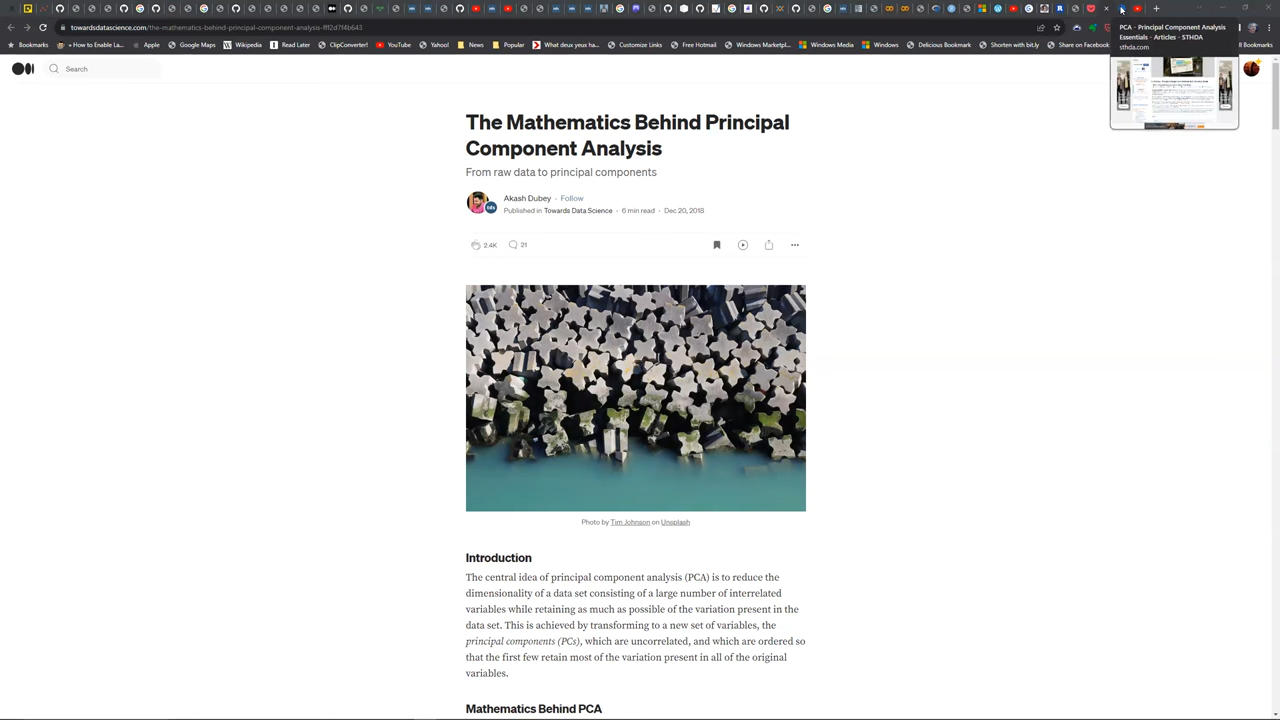 towardsdatascience.com/the-mathematics-behind-principal-component-analysis-fff2d7f4b643
Bookmarks
How to Enable La...
Apple
Google Maps
Wikipedia
Read Later
ClipConverter!
YouTube
Yahoo!
News
Popular
What deux yeux ha...
Customize Links
Free Hotmail
Windows Marketpl...
Windows Media
Windows
Delicious Bookmark
Shorten with bit.ly
Share on Facebook
Bookmarks
PCA - Principal Component Analysis
Essentials - Articles - STHDA
sthda.com
Search
The Mathematics Behind Principal
Component Analysis
From raw data to principal components
Akash Dubey · Follow
Published in Towards Data Science · 6 min read · Dec 20, 2018
2.4K
21
Photo by Tim Johnson on Unsplash
Introduction
The central idea of principal component analysis (PCA) is to reduce the
dimensionality of a data set consisting of a large number of interrelated
variables while retaining as much as possible of the variation present in the
data set. This is achieved by transforming to a new set of variables, the
principal components (PCs), which are uncorrelated, and which are ordered so
that the first few retain most of the variation present in all of the original
variables.
Mathematics Behind PCA